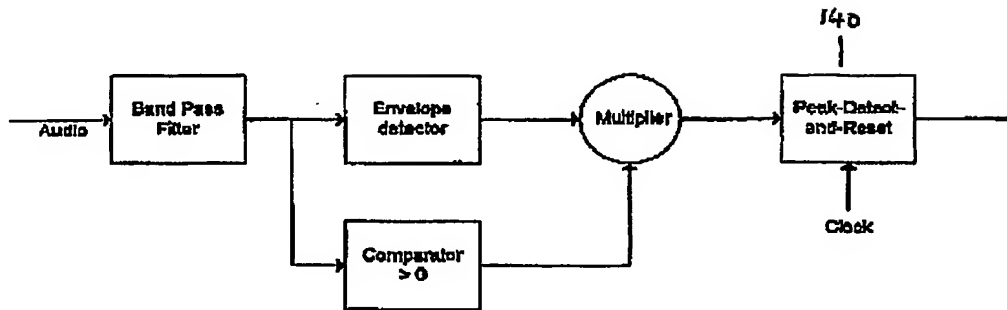 140
Audio
Band Pass
Filter
Envelope
detector
Multiplier
Peak-Detect-
and-Reset
Comparator
> 0
Clock